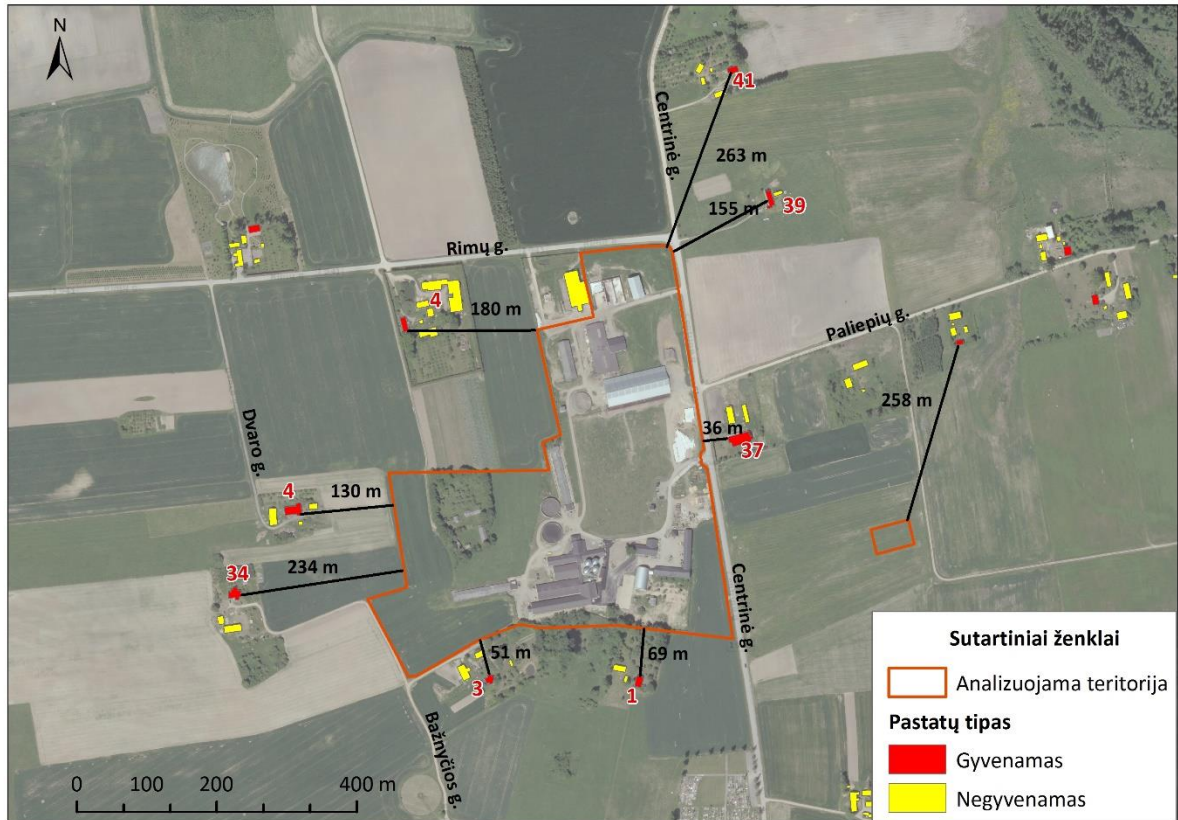 N
41
Centrinė g.
263 m
155 m
39
Rimų g.
4
180 m
Paliepių g.
258 m
36 m
37
Dvaro g.
4
130 m
34
234 m
Centrinė g.
51 m
69 m
3
1
Bažnyčios g.
0 100 200 400 m
Sutartiniai ženklai
Analizuojama teritorija
Pastatų tipas
Gyvenamas
Negyvenamas